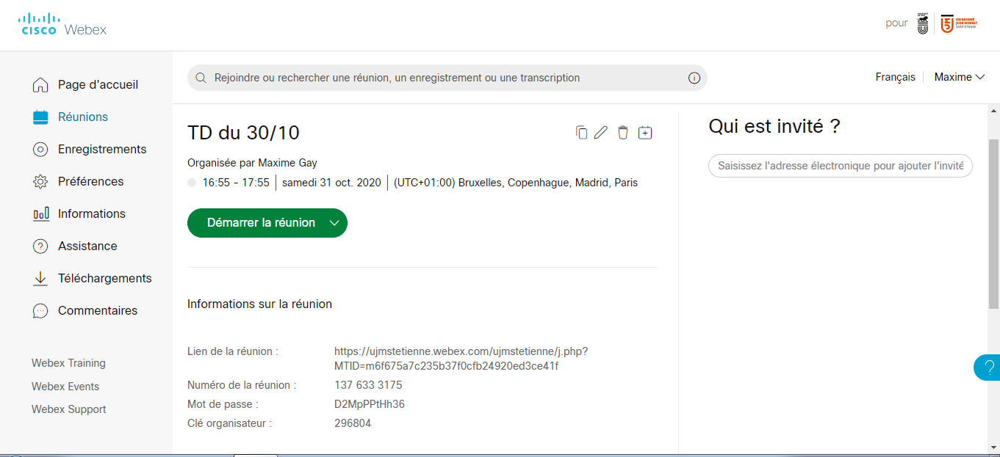 CISCO Webex
pour
UNIVERSITÉ
JEAN MONNET
SAINT-ÉTIENNE
Page d'accueil
Réunions
Enregistrements
Préférences
Informations
Assistance
Téléchargements
Commentaires
Webex Training
Webex Events
Webex Support
Rejoindre ou rechercher une réunion, un enregistrement ou une transcription
Français
Maxime
TD du 30/10
Organisée par Maxime Gay
16:55 - 17:55 | samedi 31 oct. 2020 | (UTC+01:00) Bruxelles, Copenhague, Madrid, Paris
Démarrer la réunion
Informations sur la réunion
Lien de la réunion : https://ujmstetienne.webex.com/ujmstetienne/j.php?
MTID=m6f675a7c235b37f0cfb24920ed3ce41f
Numéro de la réunion : 137 633 3175
Mot de passe : D2MpPPtHh36
Clé organisateur : 296804
Qui est invité ?
Saisissez l'adresse électronique pour ajouter l'invité
?